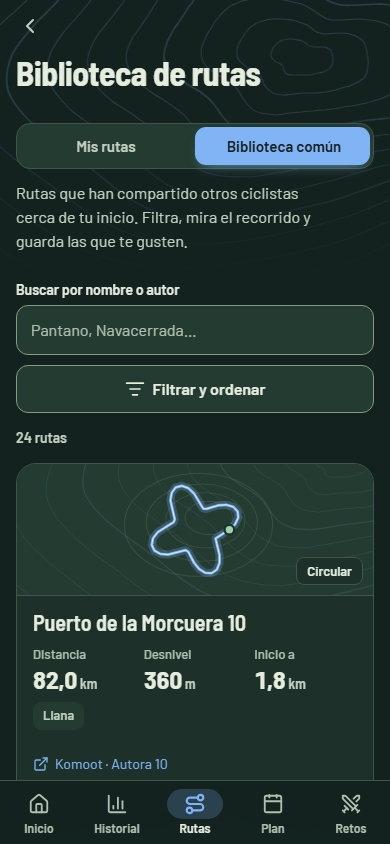 Biblioteca de rutas
Mis rutas
Biblioteca común
Rutas que han compartido otros ciclistas
cerca de tu inicio. Filtra, mira el recorrido y
guarda las que te gusten.
Buscar por nombre o autor
Pantano, Navacerrada...
Filtrar y ordenar
24 rutas
Circular
Puerto de la Morcuera 10
Distancia Desnivel Inicio a
82,0 km 360 m 1,8 km
Llana
Komoot · Autora 10
Inicio Historial Rutas Plan Retos